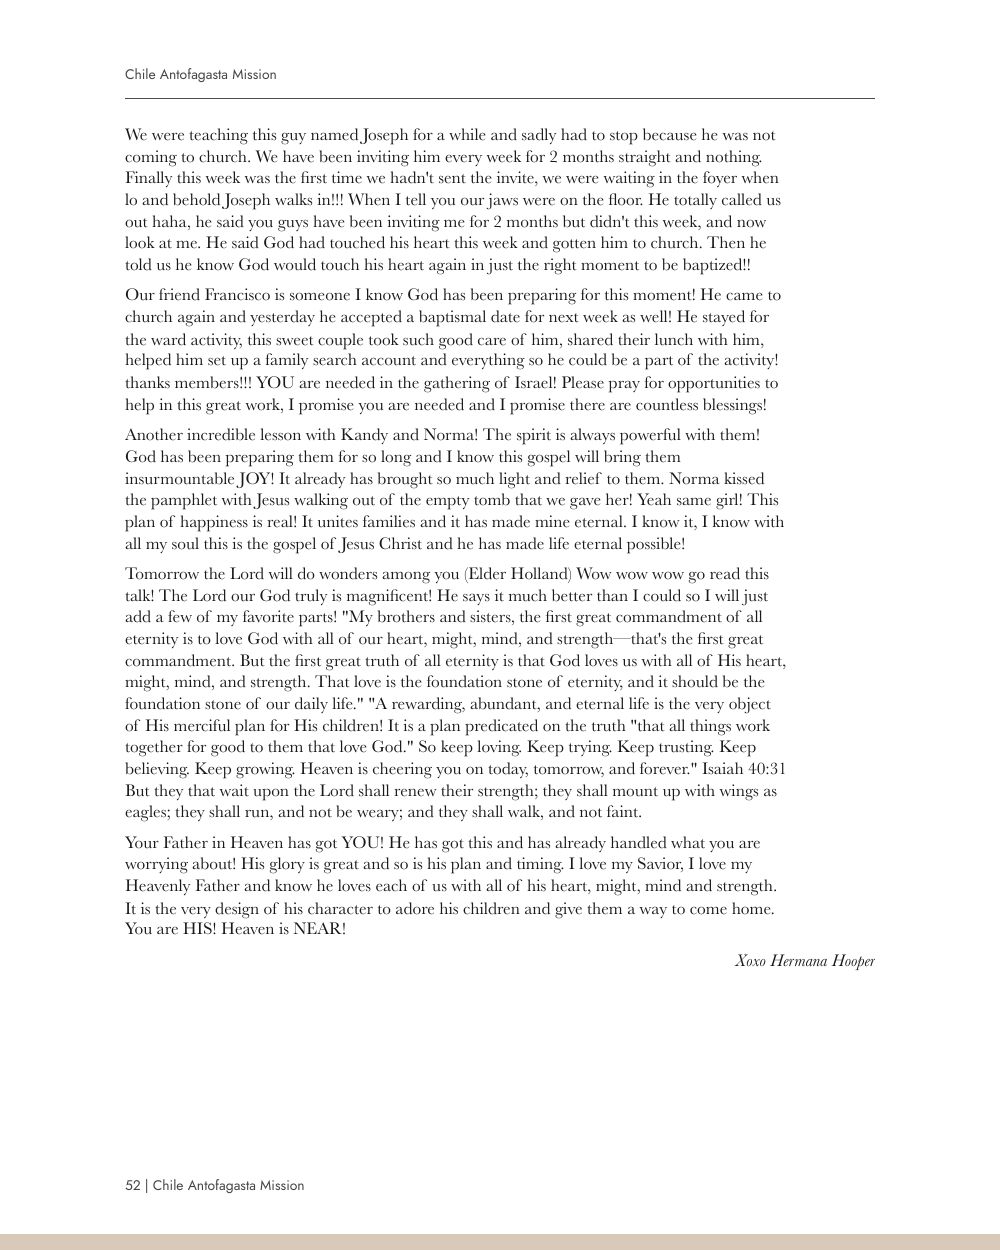 Chile Antofagasta Mission
We were teaching this guy named Joseph for a while and sadly had to stop because he was not
coming to church. We have been inviting him every week for 2 months straight and nothing.
Finally this week was the first time we hadn't sent the invite, we were waiting in the foyer when
lo and behold Joseph walks in!!! When I tell you our jaws were on the floor. He totally called us
out haha, he said you guys have been inviting me for 2 months but didn't this week, and now
look at me. He said God had touched his heart this week and gotten him to church. Then he
told us he know God would touch his heart again in just the right moment to be baptized!!
Our friend Francisco is someone I know God has been preparing for this moment! He came to
church again and yesterday he accepted a baptismal date for next week as well! He stayed for
the ward activity, this sweet couple took such good care of him, shared their lunch with him,
helped him set up a family search account and everything so he could be a part of the activity!
thanks members!!! YOU are needed in the gathering of Israel! Please pray for opportunities to
help in this great work, I promise you are needed and I promise there are countless blessings!
Another incredible lesson with Kandy and Norma! The spirit is always powerful with them!
God has been preparing them for so long and I know this gospel will bring them
insurmountable JOY! It already has brought so much light and relief to them. Norma kissed
the pamphlet with Jesus walking out of the empty tomb that we gave her! Yeah same girl! This
plan of happiness is real! It unites families and it has made mine eternal. I know it, I know with
all my soul this is the gospel of Jesus Christ and he has made life eternal possible!
Tomorrow the Lord will do wonders among you (Elder Holland) Wow wow wow go read this
talk! The Lord our God truly is magnificent! He says it much better than I could so I will just
add a few of my favorite parts! "My brothers and sisters, the first great commandment of all
eternity is to love God with all of our heart, might, mind, and strength—that's the first great
commandment. But the first great truth of all eternity is that God loves us with all of His heart,
might, mind, and strength. That love is the foundation stone of eternity, and it should be the
foundation stone of our daily life." "A rewarding, abundant, and eternal life is the very object
of His merciful plan for His children! It is a plan predicated on the truth "that all things work
together for good to them that love God." So keep loving. Keep trying. Keep trusting. Keep
believing. Keep growing. Heaven is cheering you on today, tomorrow, and forever." Isaiah 40:31
But they that wait upon the Lord shall renew their strength; they shall mount up with wings as
eagles; they shall run, and not be weary; and they shall walk, and not faint.
Your Father in Heaven has got YOU! He has got this and has already handled what you are
worrying about! His glory is great and so is his plan and timing. I love my Savior, I love my
Heavenly Father and know he loves each of us with all of his heart, might, mind and strength.
It is the very design of his character to adore his children and give them a way to come home.
You are HIS! Heaven is NEAR!
Xoxo Hermana Hooper
52 | Chile Antofagasta Mission